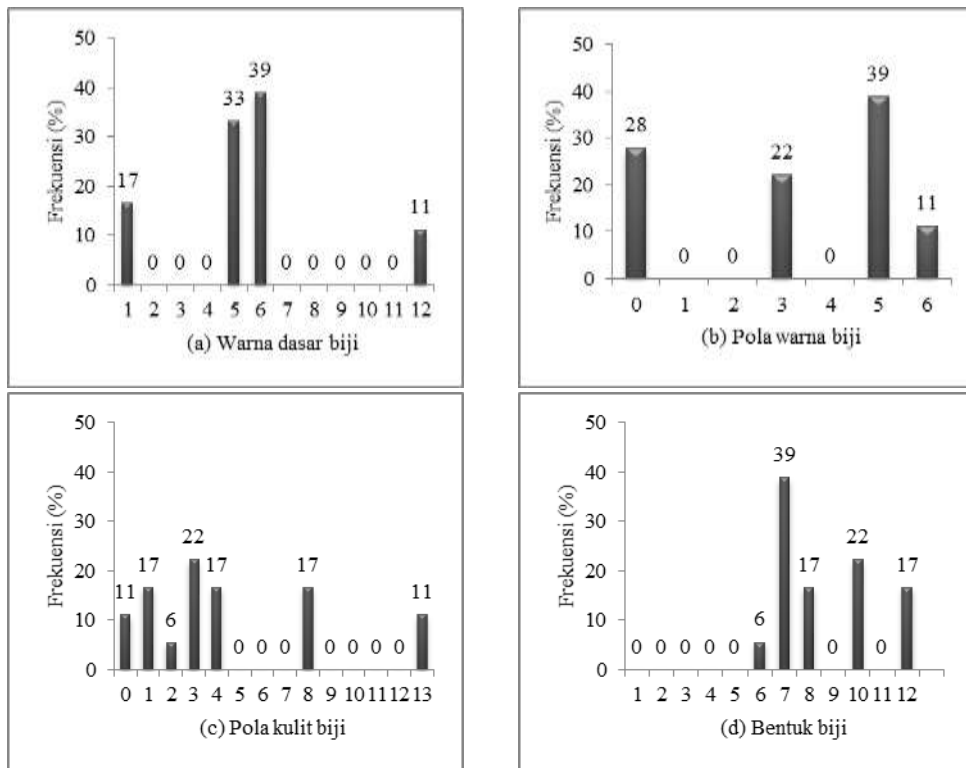 50
40
30
20
10
0
Frekuensi (%)
17 0 0 0 33 39 0 0 0 0 0 11
1 2 3 4 5 6 7 8 9 10 11 12
(a) Warna dasar biji
50
40
30
20
10
0
Frekuensi (%)
28 0 0 22 0 39 11
0 1 2 3 4 5 6
(b) Pola warna biji
50
40
30
20
10
0
Frekuensi (%)
11 17 6 22 17 0 0 0 17 0 0 0 0 11
0 1 2 3 4 5 6 7 8 9 10 11 12 13
(c) Pola kulit biji
50
40
30
20
10
0
Frekuensi (%)
0 0 0 0 0 6 39 17 0 22 0 17
1 2 3 4 5 6 7 8 9 10 11 12
(d) Bentuk biji